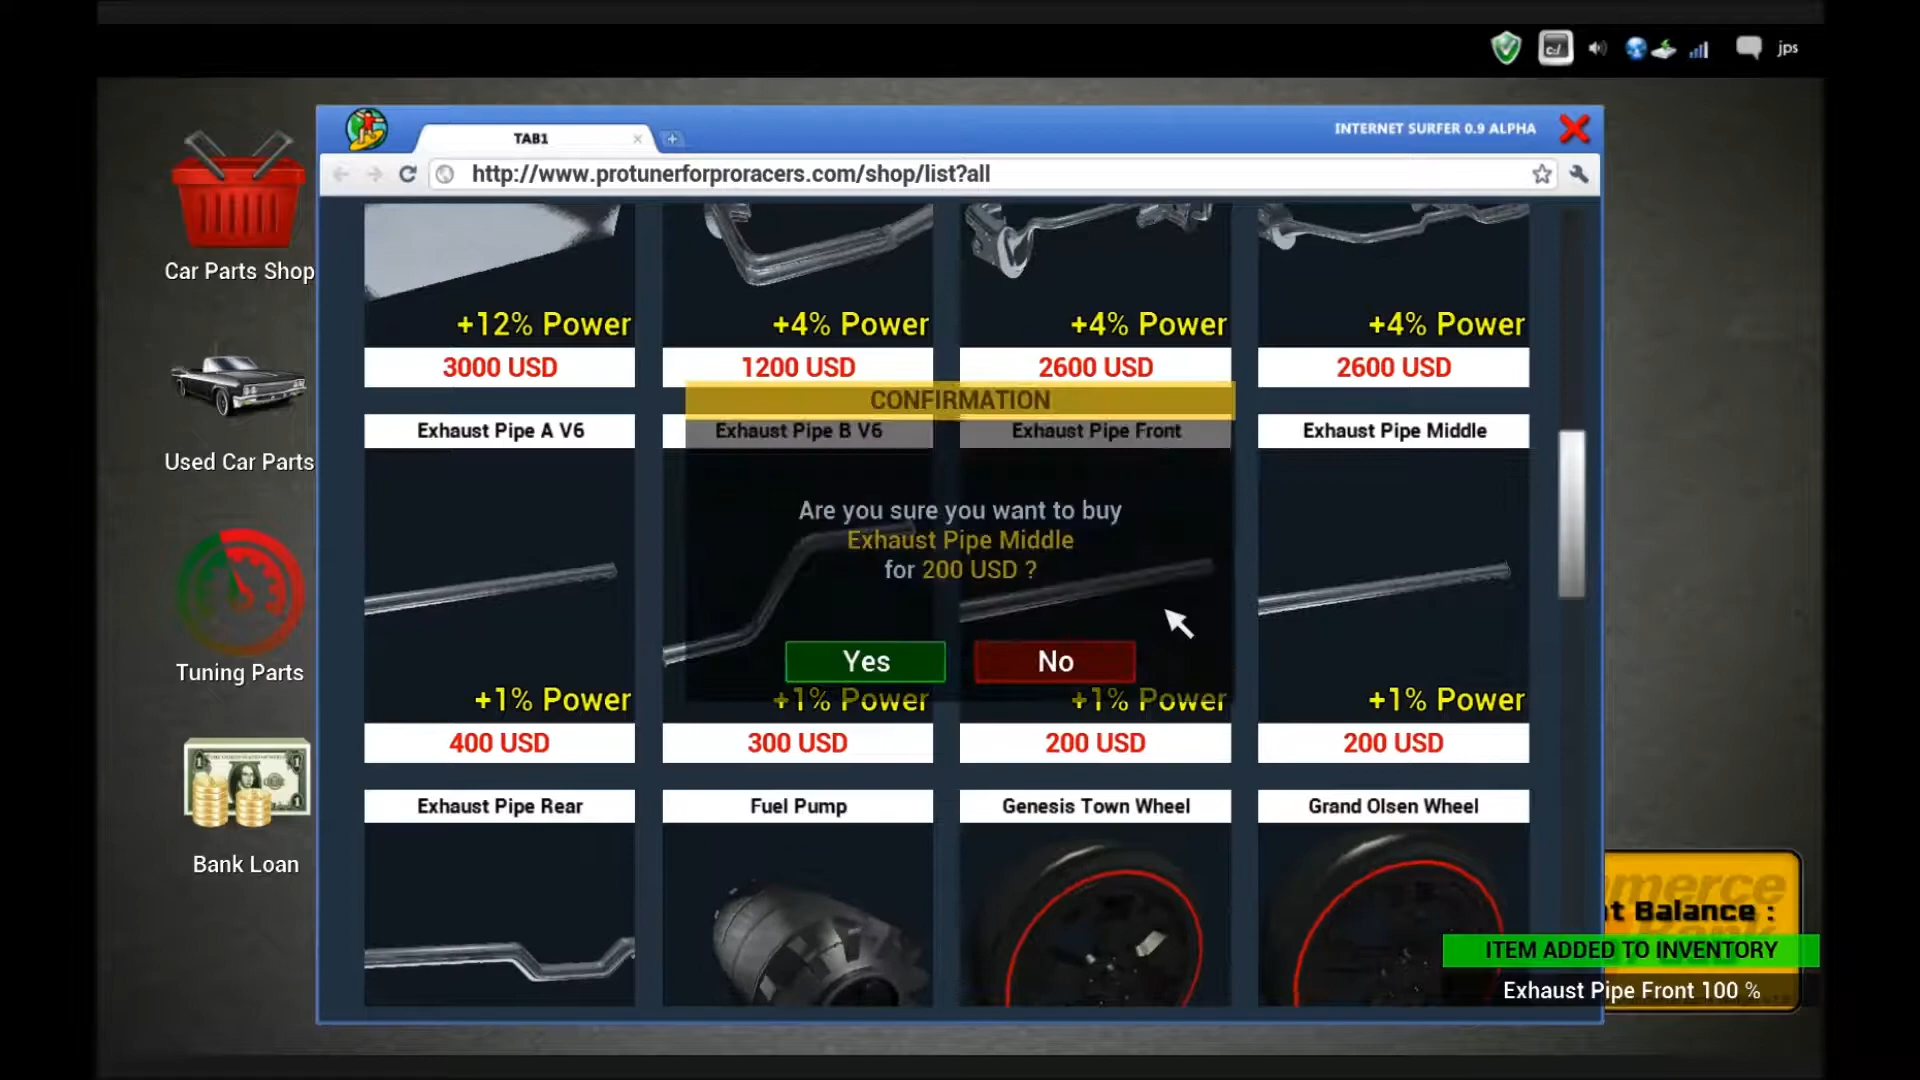 c:/
jps
TAB1
INTERNET SURFER 0.9 ALPHA
http://www.protunerforproracers.com/shop/list?all
Car Parts Shop
Used Car Parts
Tuning Parts
Bank Loan
+12% Power
+4% Power
+4% Power
+4% Power
3000 USD
1200 USD
2600 USD
2600 USD
CONFIRMATION
Exhaust Pipe A V6
Exhaust Pipe B V6
Exhaust Pipe Front
Exhaust Pipe Middle
Are you sure you want to buy
Exhaust Pipe Middle
for 200 USD ?
Yes
No
+1% Power
+1% Power
+1% Power
+1% Power
400 USD
300 USD
200 USD
200 USD
Exhaust Pipe Rear
Fuel Pump
Genesis Town Wheel
Grand Olsen Wheel
Balance :
ITEM ADDED TO INVENTORY
Exhaust Pipe Front 100 %